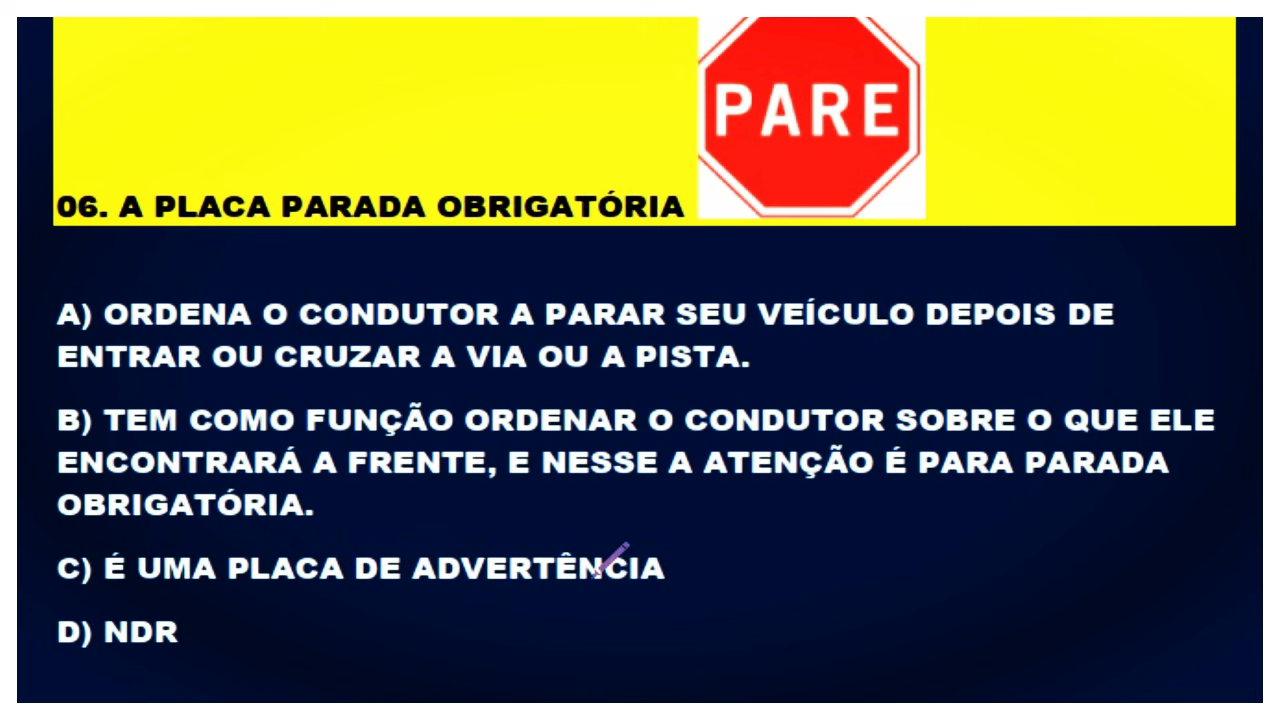 PARE
06. A PLACA PARADA OBRIGATÓRIA
A) ORDENA O CONDUTOR A PARAR SEU VEÍCULO DEPOIS DE
ENTRAR OU CRUZAR A VIA OU A PISTA.
B) TEM COMO FUNÇÃO ORDENAR O CONDUTOR SOBRE O QUE ELE
ENCONTRARÁ A FRENTE, E NESSE A ATENÇÃO É PARA PARADA
OBRIGATÓRIA.
C) É UMA PLACA DE ADVERTÊNCIA
D) NDR